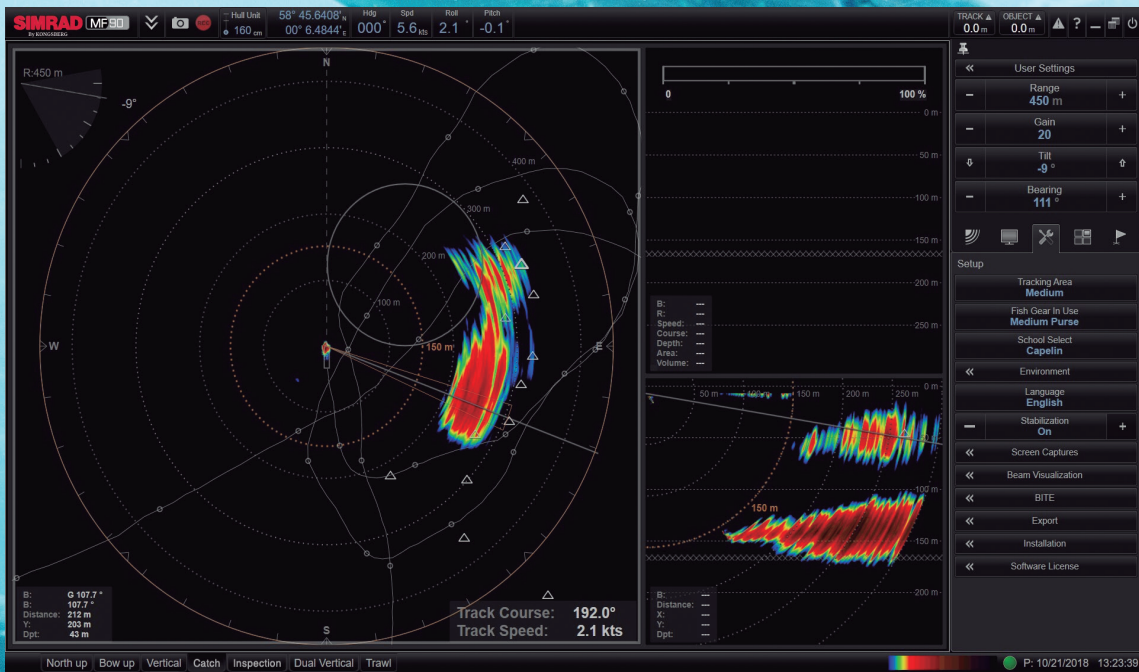 SIMRAD MF90
By KONGSBERG
REC
Hull Unit
160 cm
58° 45.6408'N
00° 6.4844'E
Hdg
000°
Spd
5.6 kts
Roll
2.1 °
Pitch
-0.1 °
TRACK
0.0 m
OBJECT
0.0 m
?
R:450 m
-9°
N
400 m
300 m
200 m
100 m
150 m
W
E
S
B: G 107.7 °
B: 107.7 °
Distance: 212 m
Y: 203 m
Dpt: 43 m
Track Course: 192.0°
Track Speed: 2.1 kts
0 100 %
0 m
50 m
100 m
150 m
200 m
250 m
B: ---
R: ---
Speed: ---
Course: ---
Depth: ---
Area: ---
Volume: ---
50 m 100 m 150 m 200 m 250 m 0 m
100 m
150 m
150 m
200 m
B: ---
Distance: ---
X: ---
Y: ---
Dpt: ---
User Settings
Range
450 m
Gain
20
Tilt
-9 °
Bearing
111 °
Setup
Tracking Area
Medium
Fish Gear In Use
Medium Purse
School Select
Capelin
Environment
Language
English
Stabilization
On
Screen Captures
Beam Visualization
BITE
Export
Installation
Software License
North up Bow up Vertical Catch Inspection Dual Vertical Trawl
P: 10/21/2018 13:23:39